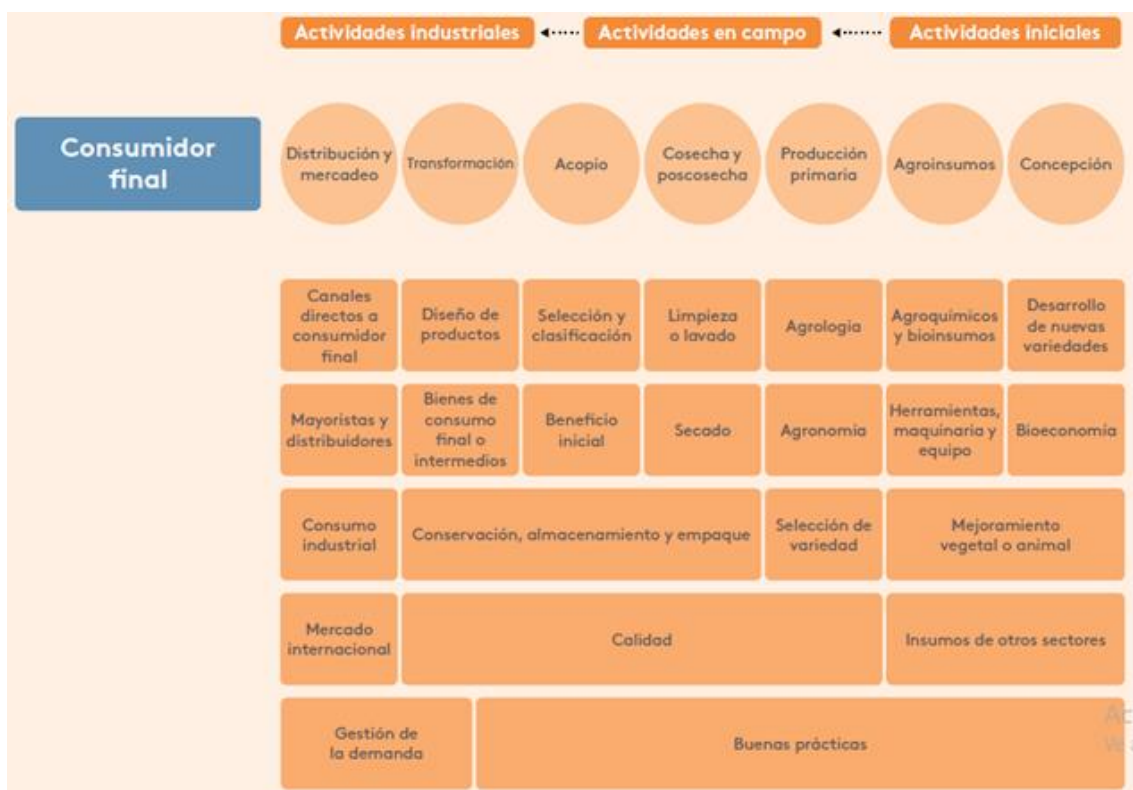 Actividades industriales
Actividades en campo
Actividades iniciales
Consumidor
final
Distribución y
mercadeo
Transformación
Acopio
Cosecha y
poscosecha
Producción
primaria
Agroinsumos
Concepción
Canales
directos a
consumidor
final
Diseño de
productos
Selección y
clasificación
Limpieza
o lavado
Agrologia
Agroquímicos
y bioinsumos
Desarrollo
de nuevas
variedades
Mayoristas y
distribuidores
Bienes de
consumo
final o
intermedios
Beneficio
inicial
Secado
Agronomia
Herramientas,
maquinaria y
equipo
Bioeconomía
Consumo
industrial
Conservación, almacenamiento y empaque
Selección de
variedad
Mejoramiento
vegetal o animal
Mercado
internacional
Calidad
Insumos de otros sectores
Gestión de
la demanda
Buenas prácticas